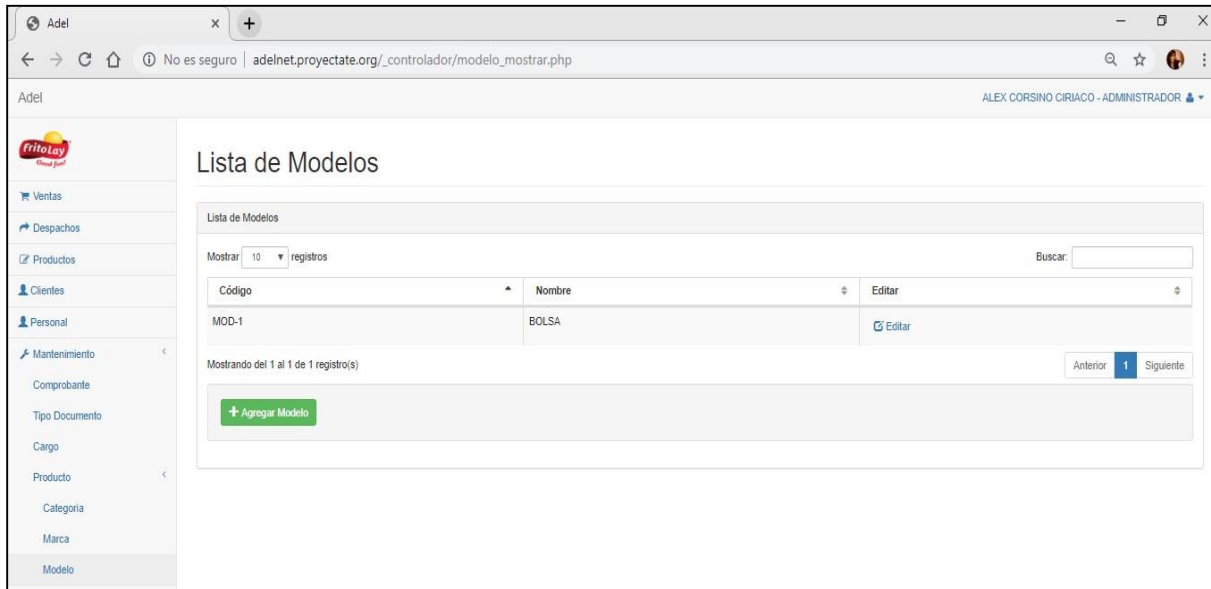 Adel
No es seguro | adelnet.proyectate.org/_controlador/modelo_mostrar.php
Adel
ALEX CORSINO CIRIACO - ADMINISTRADOR
FritoLay
Good fun!
Ventas
Despachos
Productos
Clientes
Personal
Mantenimiento
Comprobante
Tipo Documento
Cargo
Producto
Categoria
Marca
Modelo
Lista de Modelos
Lista de Modelos
Mostrar 10 registros
Buscar:
Código Nombre Editar
MOD-1 BOLSA Editar
Mostrando del 1 al 1 de 1 registro(s)
Anterior 1 Siguiente
+ Agregar Modelo